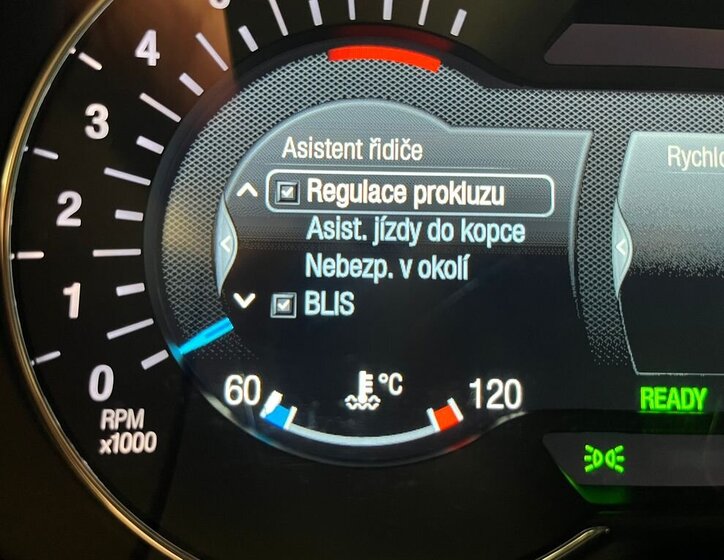 4
3
2
1
0
RPM
x1000
Asistent řidiče
Regulace prokluzu
Asist. jízdy do kopce
Nebezp. v okolí
BLIS
60
°C
120
Rychlo
READY